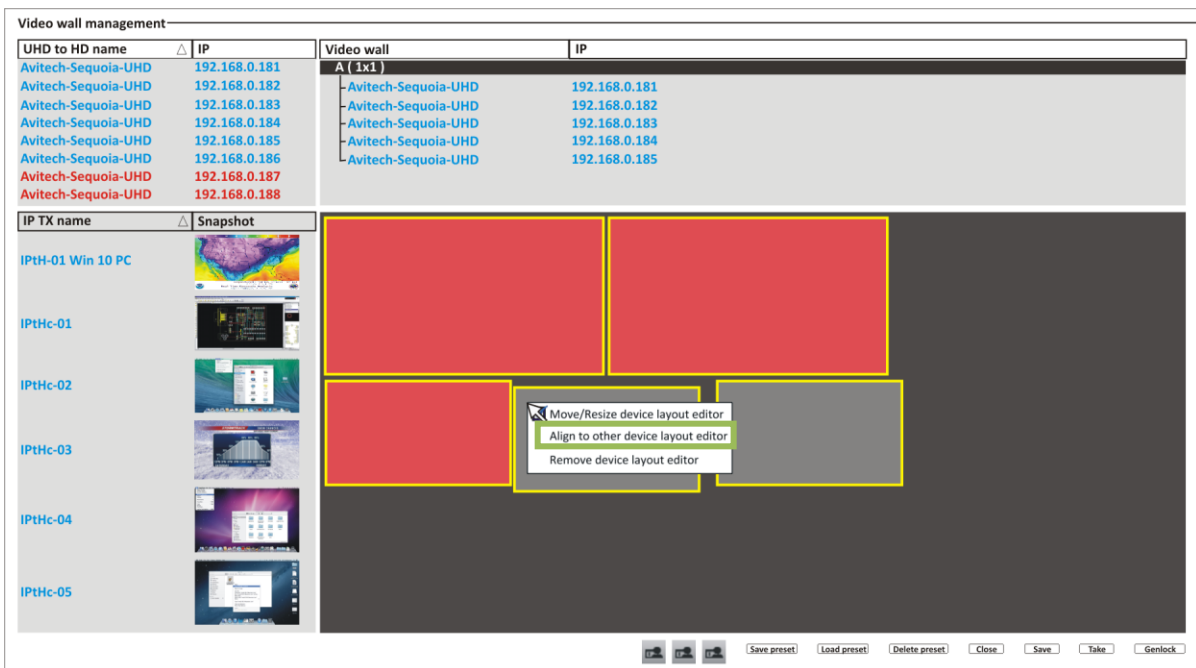 Video wall management
UHD to HD name △ IP
Avitech-Sequoia-UHD 192.168.0.181
Avitech-Sequoia-UHD 192.168.0.182
Avitech-Sequoia-UHD 192.168.0.183
Avitech-Sequoia-UHD 192.168.0.184
Avitech-Sequoia-UHD 192.168.0.185
Avitech-Sequoia-UHD 192.168.0.186
Avitech-Sequoia-UHD 192.168.0.187
Avitech-Sequoia-UHD 192.168.0.188
Video wall IP
A ( 1x1 )
Avitech-Sequoia-UHD 192.168.0.181
Avitech-Sequoia-UHD 192.168.0.182
Avitech-Sequoia-UHD 192.168.0.183
Avitech-Sequoia-UHD 192.168.0.184
Avitech-Sequoia-UHD 192.168.0.185
IP TX name △ Snapshot
IPtH-01 Win 10 PC
IPtHc-01
IPtHc-02
IPtHc-03
IPtHc-04
IPtHc-05
Move/Resize device layout editor
Align to other device layout editor
Remove device layout editor
Save preset Load preset Delete preset Close Save Take Genlock